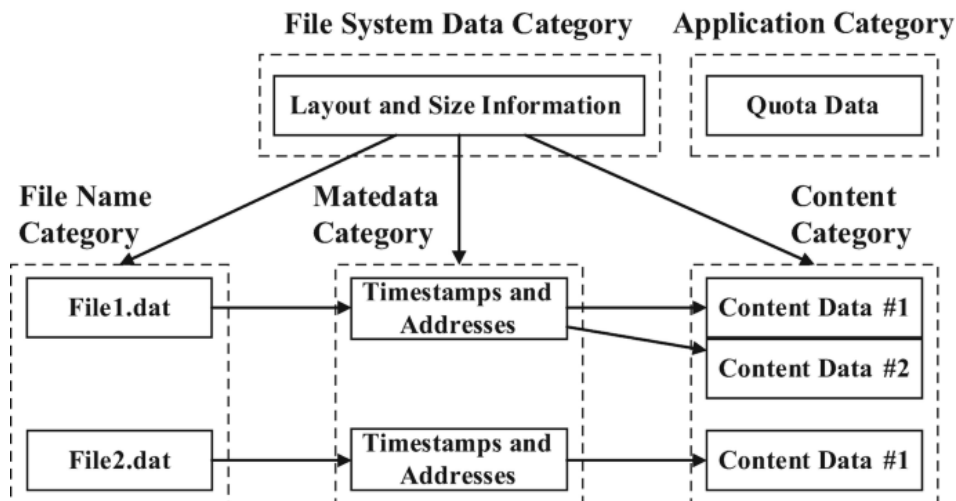 File System Data Category
Application Category
Layout and Size Information
Quota Data
File Name
Category
Matedata
Category
Content
Category
File1.dat
Timestamps and
Addresses
Content Data #1
Content Data #2
File2.dat
Timestamps and
Addresses
Content Data #1